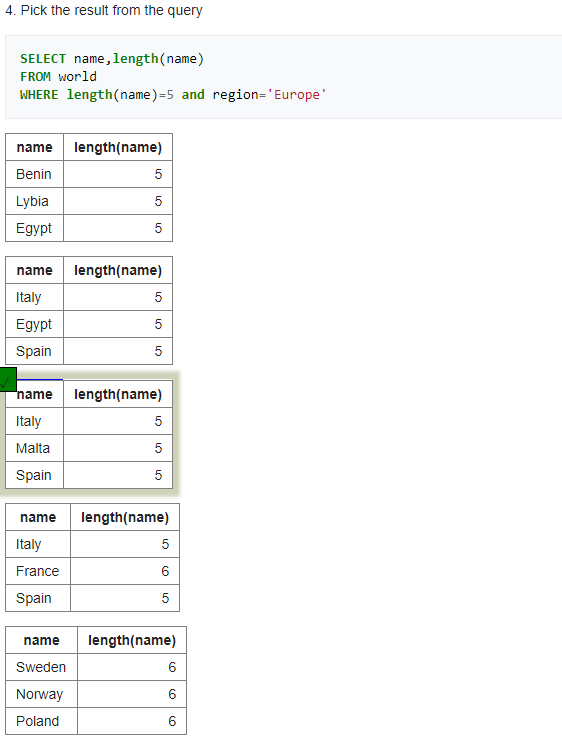 4. Pick the result from the query
SELECT name,length(name)
FROM world
WHERE length(name)=5 and region='Europe'
name length(name)
Benin 5
Lybia 5
Egypt 5
name length(name)
Italy 5
Egypt 5
Spain 5
name length(name)
Italy 5
Malta 5
Spain 5
name length(name)
Italy 5
France 6
Spain 5
name length(name)
Sweden 6
Norway 6
Poland 6